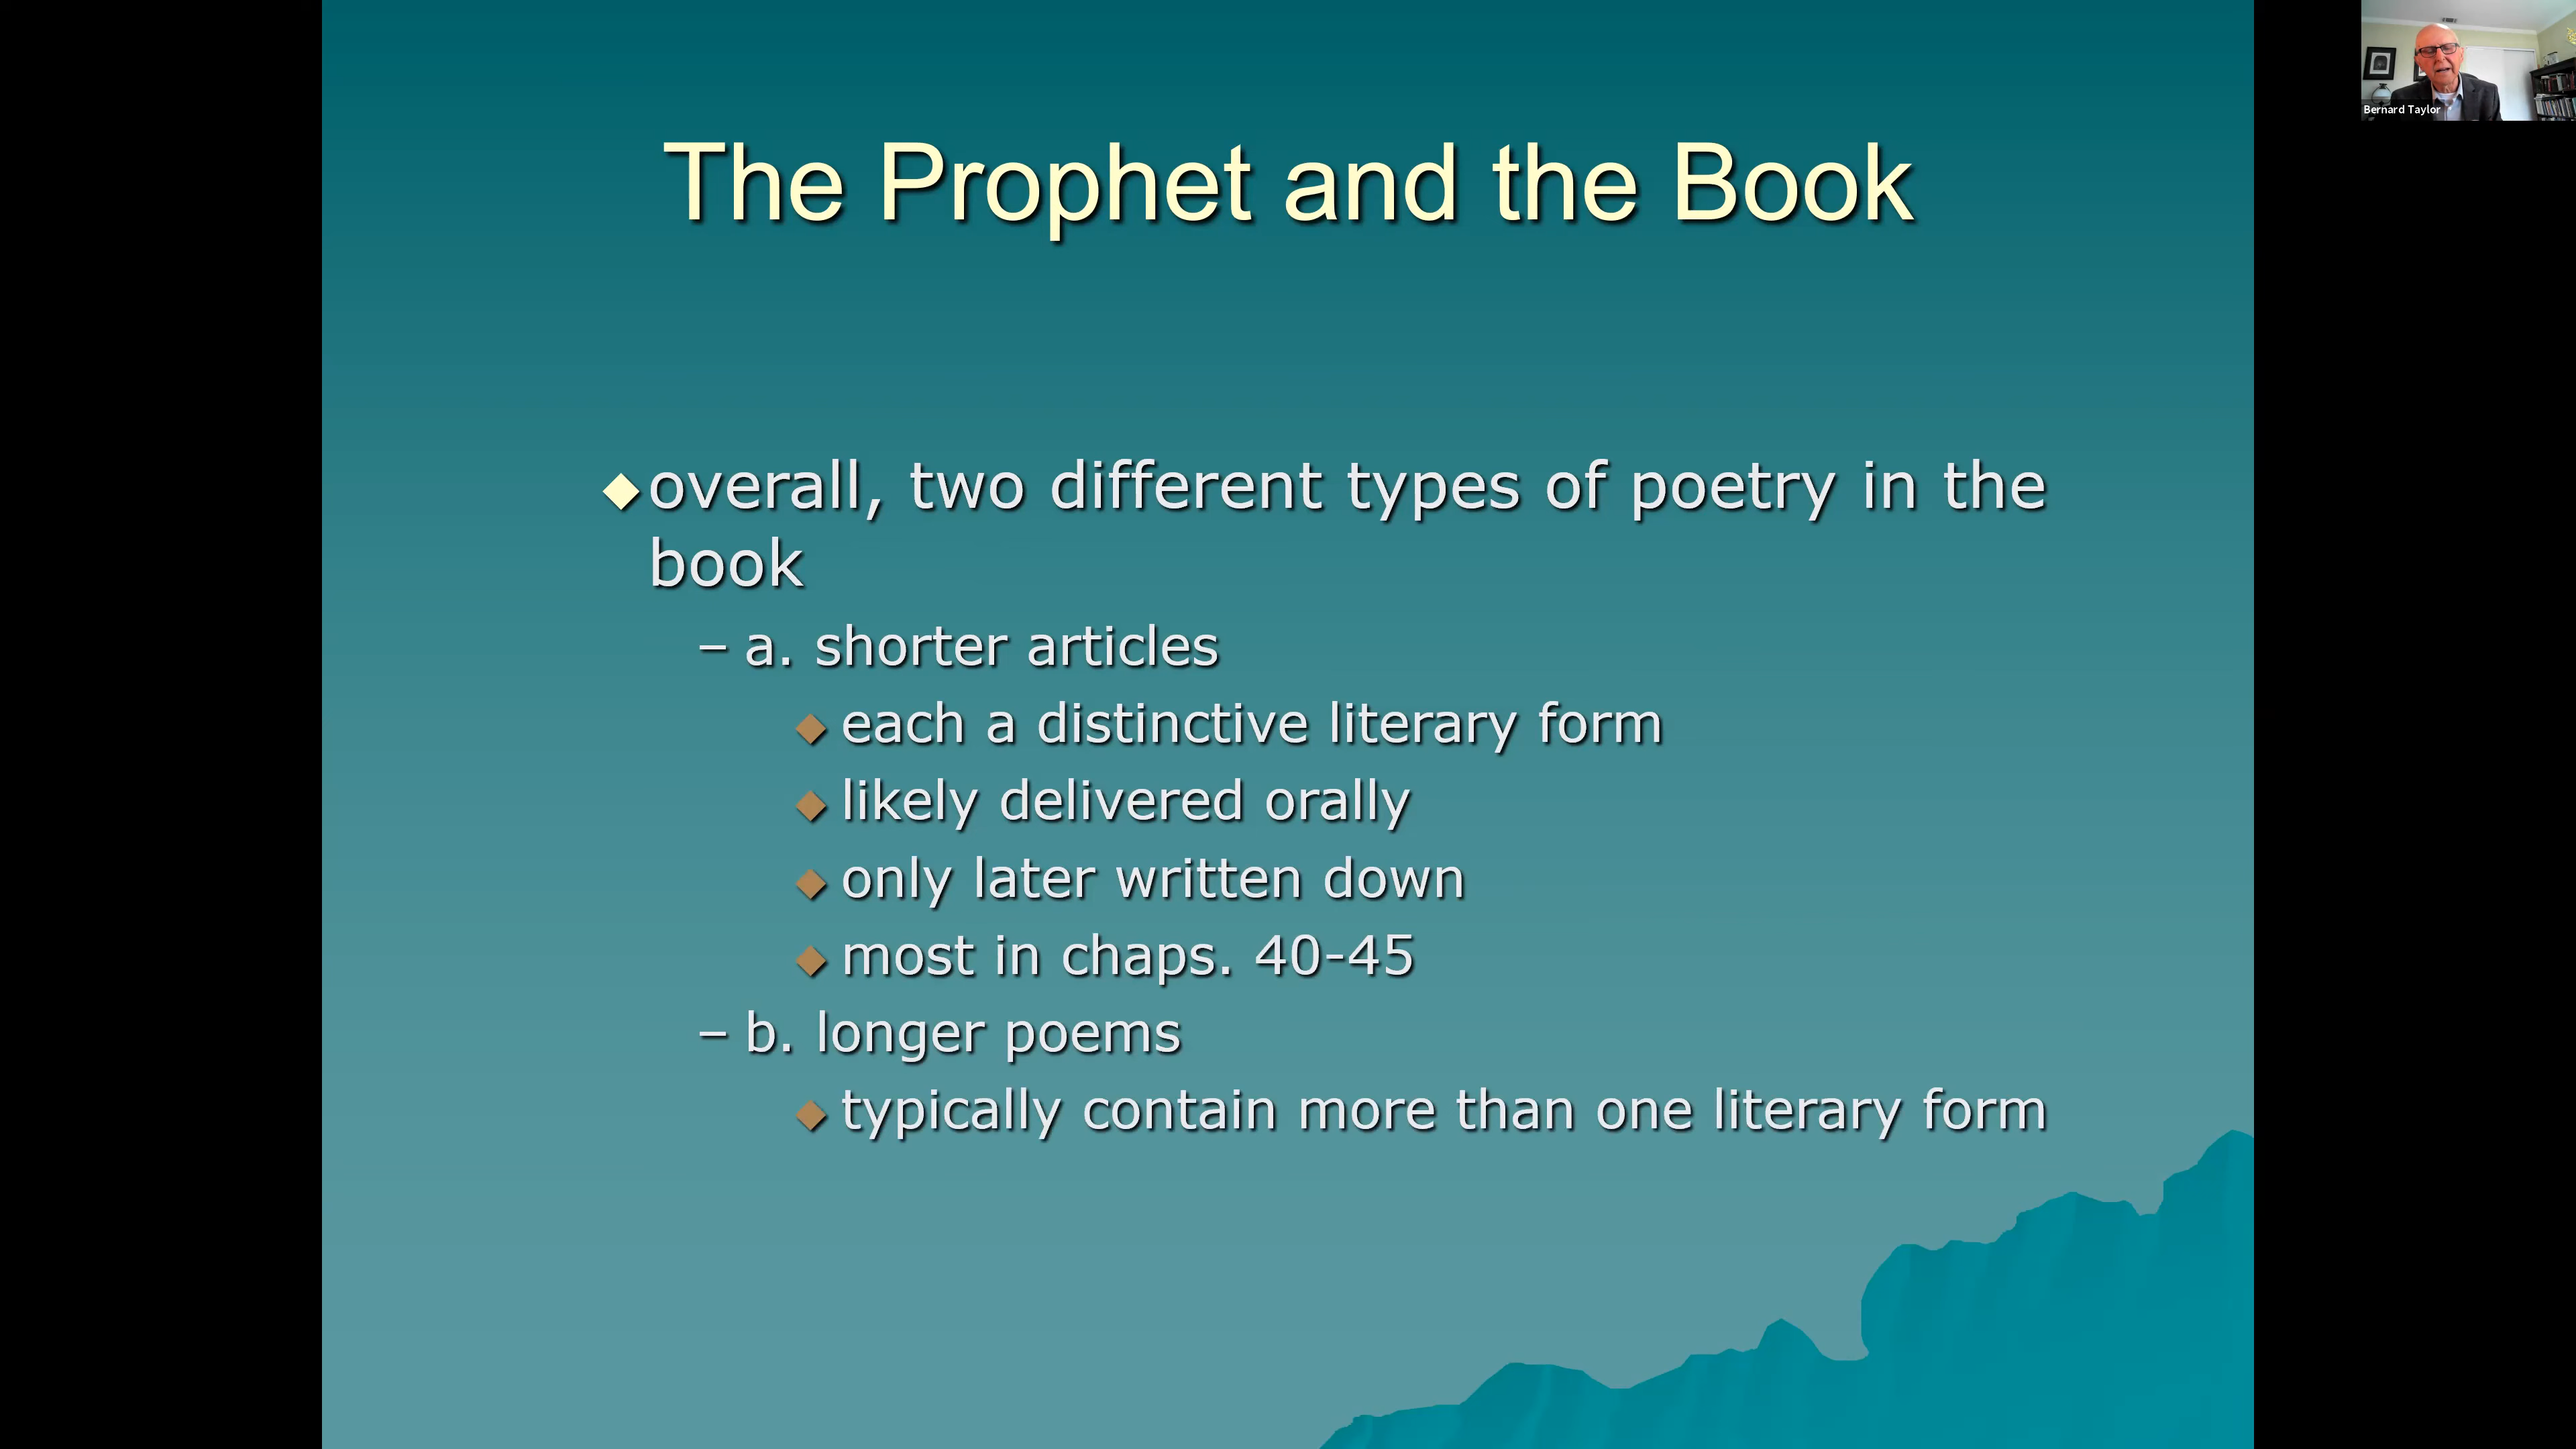 The Prophet and the Book
overall, two different types of poetry in the
book
– a. shorter articles
each a distinctive literary form
likely delivered orally
only later written down
most in chaps. 40-45
– b. longer poems
typically contain more than one literary form
Bernard Taylor